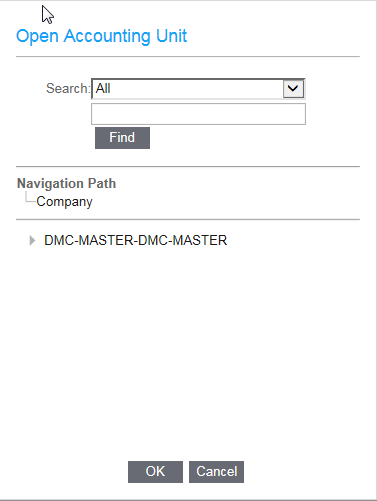 Open Accounting Unit
Search: All
Find
Navigation Path
Company
DMC-MASTER-DMC-MASTER
OK Cancel